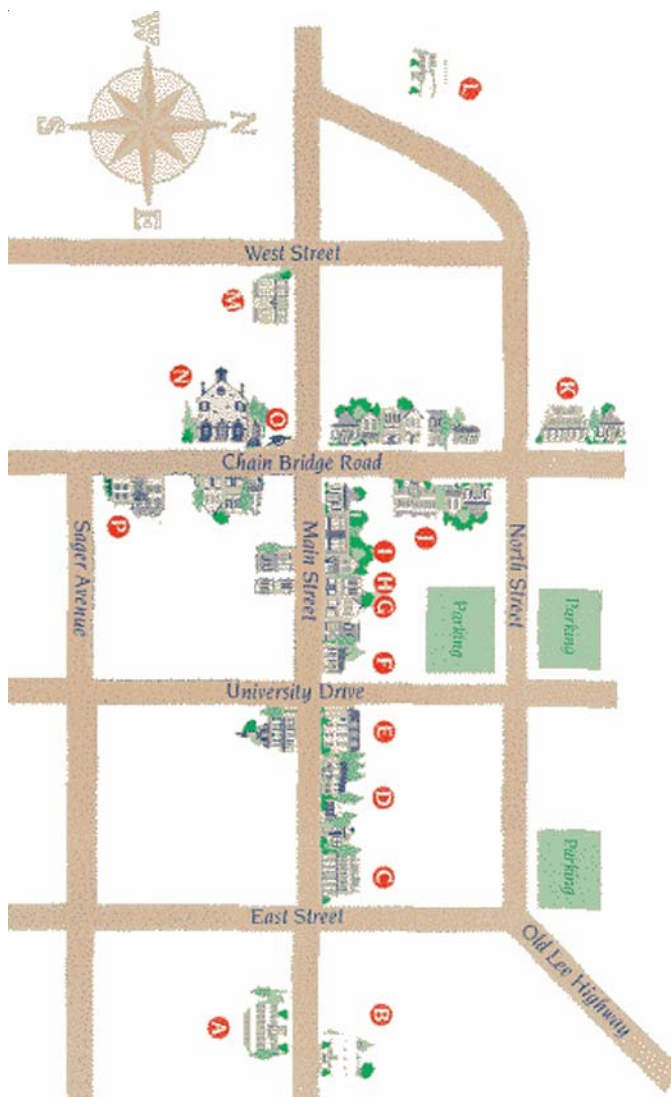 W
S
N
E
L
West Street
M
N
K
O
Chain Bridge Road
P
J
Sager Avenue
Main Street
North Street
I
H
G
Parking
Parking
F
University Drive
E
D
Parking
C
East Street
Old Lee Highway
A
B